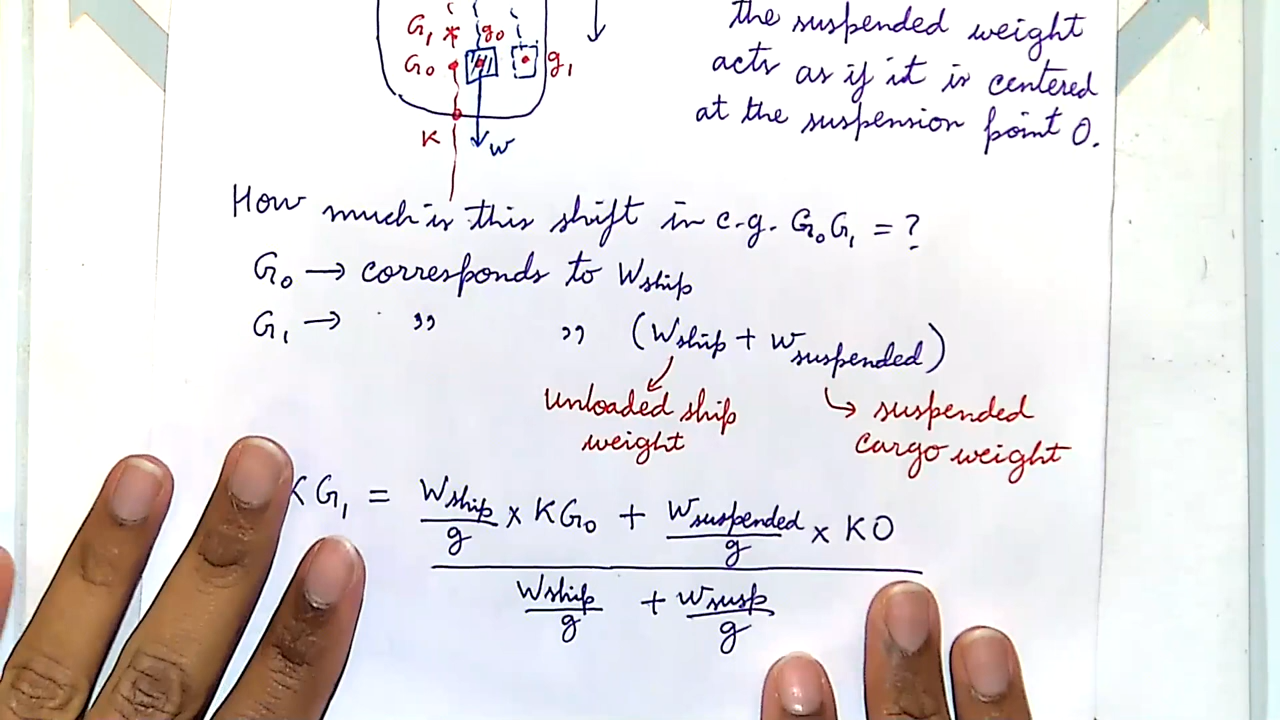 G₁ g₀
G₀ g₁
K w
the suspended weight
acts as if it is centered
at the suspension point O.
How much is this shift in c.g. G₀G₁ = ?
G₀ → corresponds to Wship
G₁ → " " (Wship + wsuspended)
Unloaded ship
weight
suspended
cargo weight
KG₁ = Wship/g × KG₀ + wsuspended/g × KO
Wship/g + wsusp/g